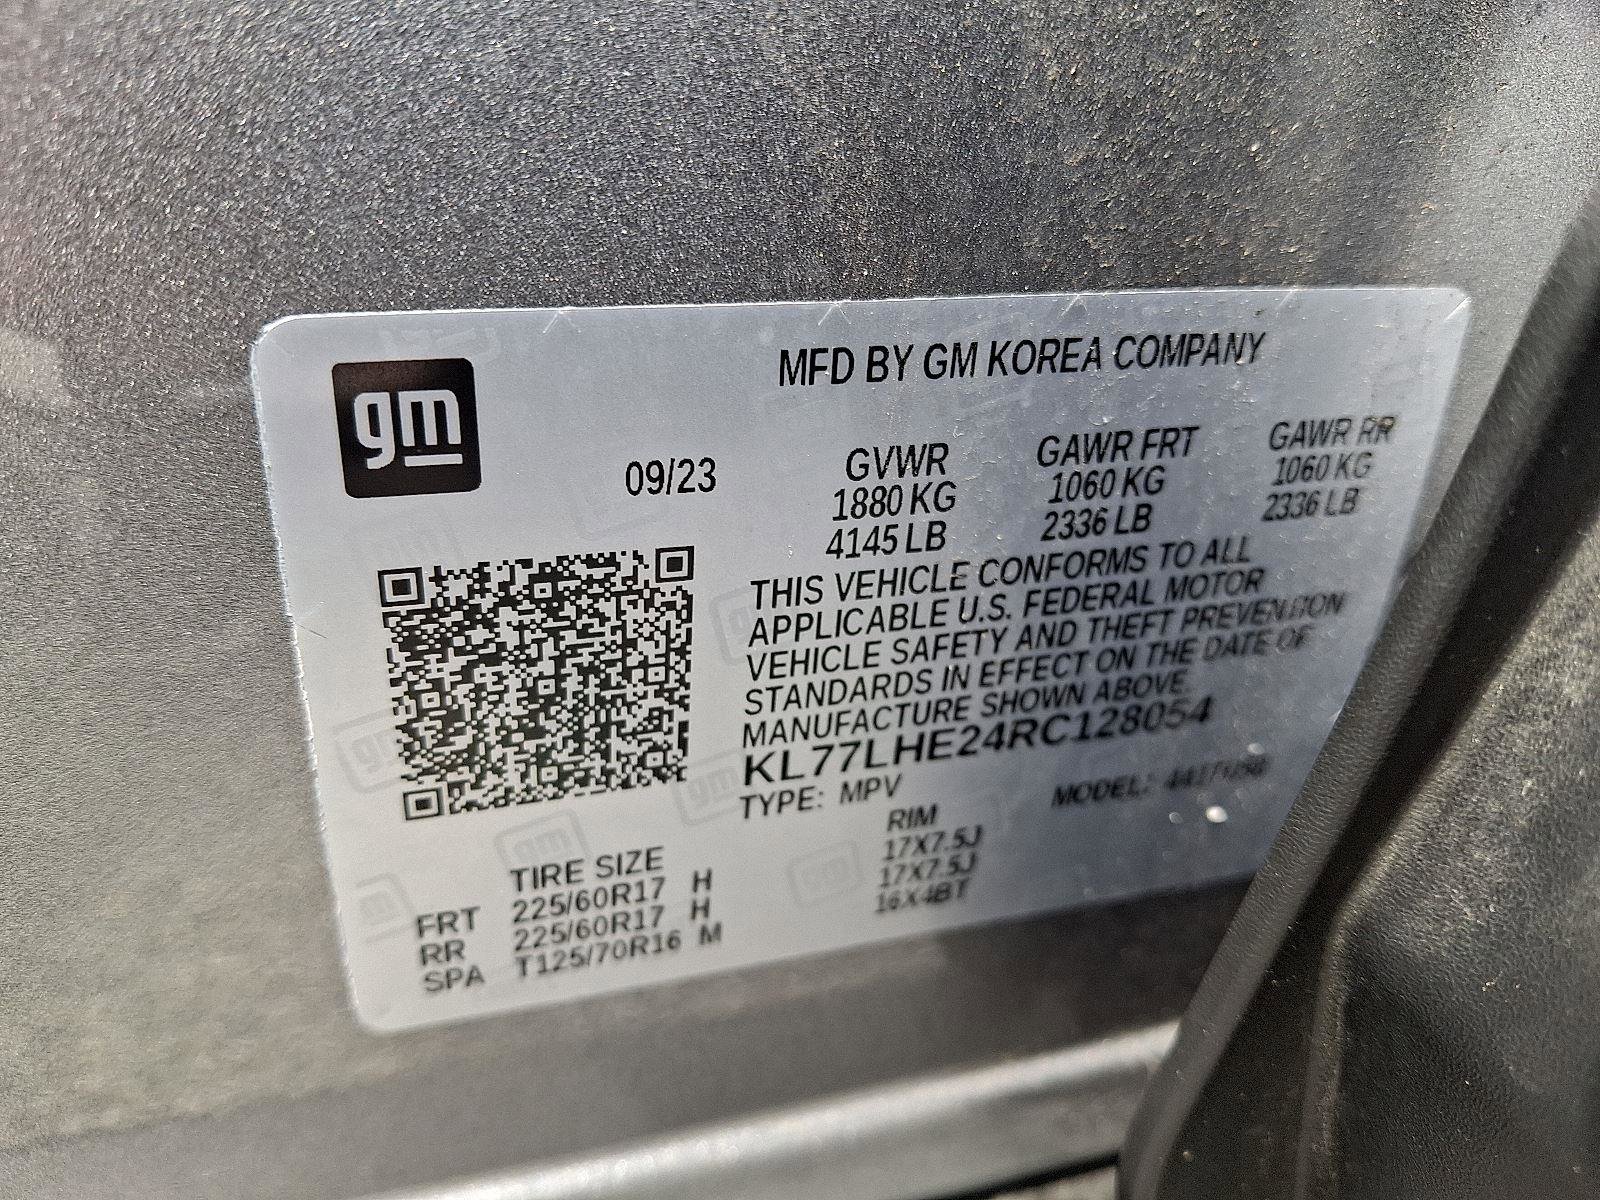 gm
MFD BY GM KOREA COMPANY
09/23
GVWR GAWR FRT GAWR RR
1880 KG 1060 KG 1060 KG
4145 LB 2336 LB 2336 LB
THIS VEHICLE CONFORMS TO ALL
APPLICABLE U.S. FEDERAL MOTOR
VEHICLE SAFETY AND THEFT PREVENTION
STANDARDS IN EFFECT ON THE DATE OF
MANUFACTURE SHOWN ABOVE.
KL77LHE24RC128054
TYPE: MPV MODEL:
TIRE SIZE RIM
FRT 225/60R17 H 17X7.5J
RR 225/60R17 H 17X7.5J
SPA T125/70R16 M 16X4BT